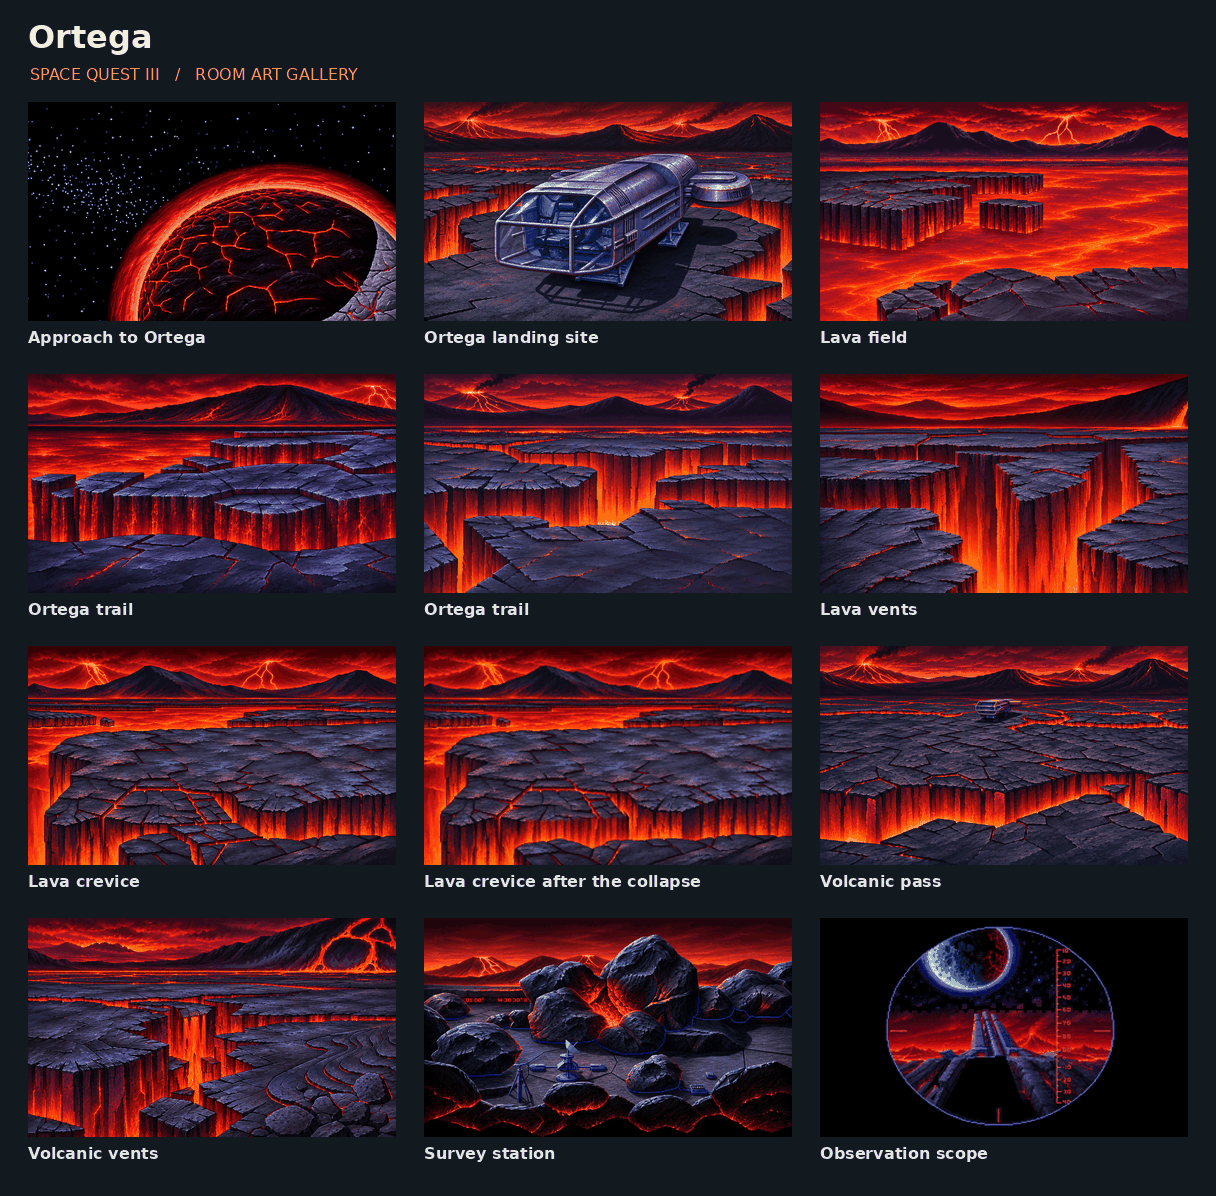 Ortega
SPACE QUEST III / ROOM ART GALLERY
Approach to Ortega
Ortega landing site
Lava field
Ortega trail
Ortega trail
Lava vents
Lava crevice
Lava crevice after the collapse
Volcanic pass
Volcanic vents
Survey station
Observation scope